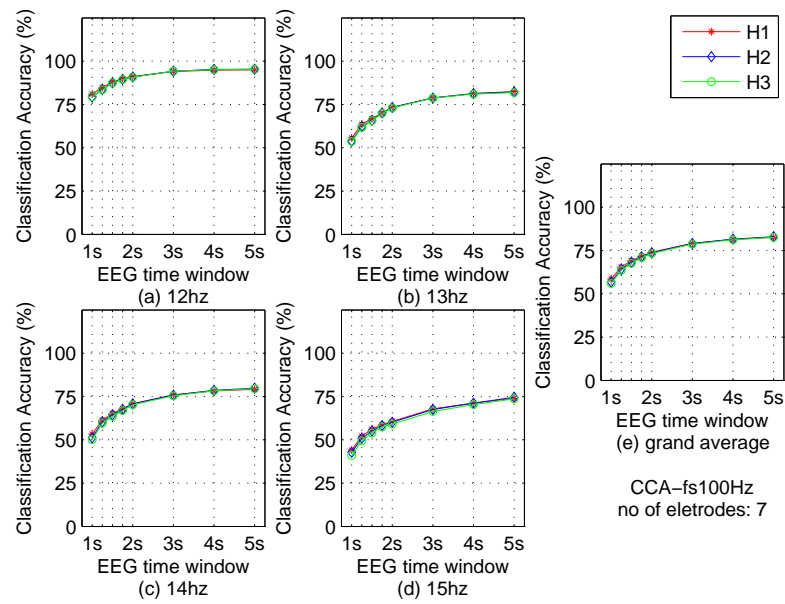 Classification Accuracy (%)
100
75
50
25
0
1s 2s 3s 4s 5s
EEG time window
(a) 12hz
Classification Accuracy (%)
100
75
50
25
0
1s 2s 3s 4s 5s
EEG time window
(b) 13hz
H1
H2
H3
Classification Accuracy (%)
100
75
50
25
0
1s 2s 3s 4s 5s
EEG time window
(c) 14hz
Classification Accuracy (%)
100
75
50
25
0
1s 2s 3s 4s 5s
EEG time window
(d) 15hz
Classification Accuracy (%)
100
75
50
25
0
1s 2s 3s 4s 5s
EEG time window
(e) grand average
CCA−fs100Hz
no of eletrodes: 7